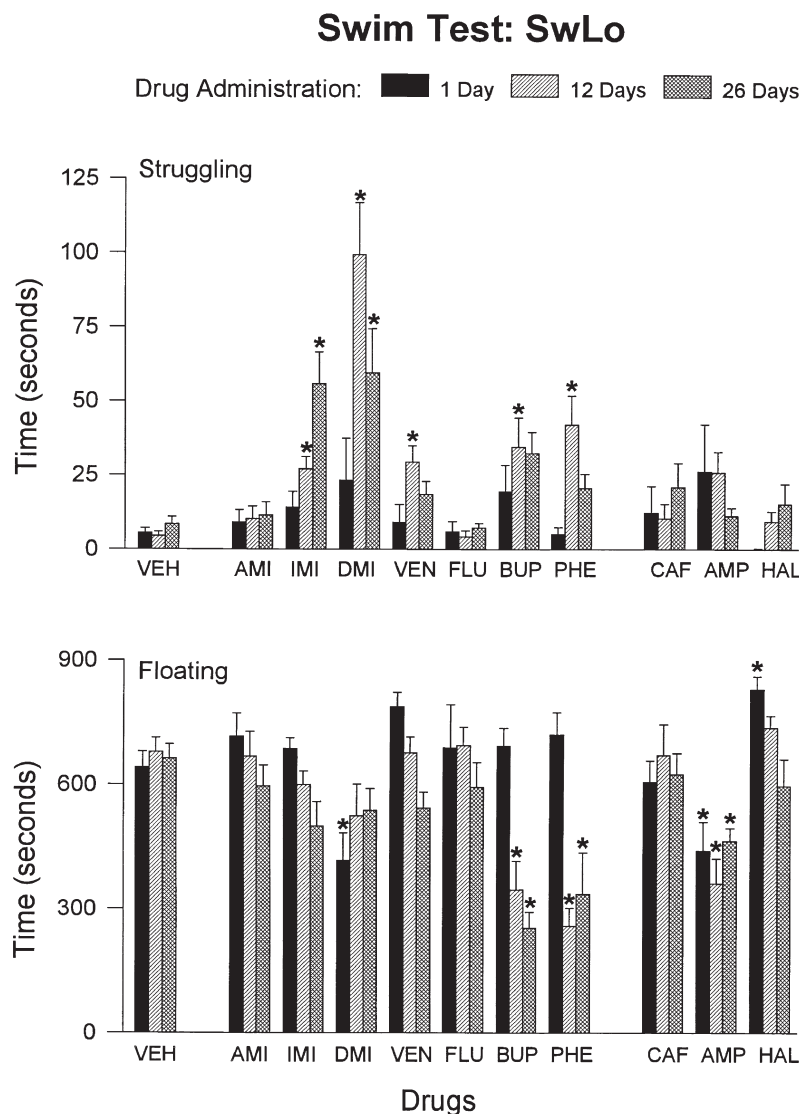 Swim Test: SwLo
Drug Administration: 1 Day 12 Days 26 Days
Struggling
Time (seconds)
125
100
75
50
25
0
* * * * * * * *
VEH AMI IMI DMI VEN FLU BUP PHE CAF AMP HAL
Floating
Time (seconds)
900
600
300
0
* * * * * * * * *
VEH AMI IMI DMI VEN FLU BUP PHE CAF AMP HAL
Drugs